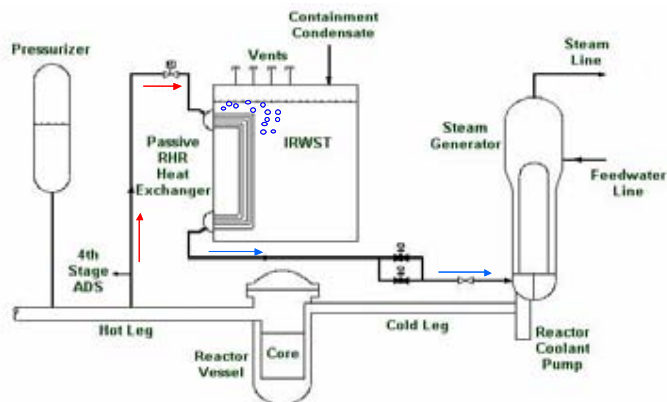 Containment
Condensate
Pressurizer
Vents
Steam
Line
Steam
Generator
IRWST
Passive
RHR
Heat
Exchanger
Feedwater
Line
4th
Stage
ADS
Hot Leg
Cold Leg
Reactor
Vessel
Core
Reactor
Coolant
Pump